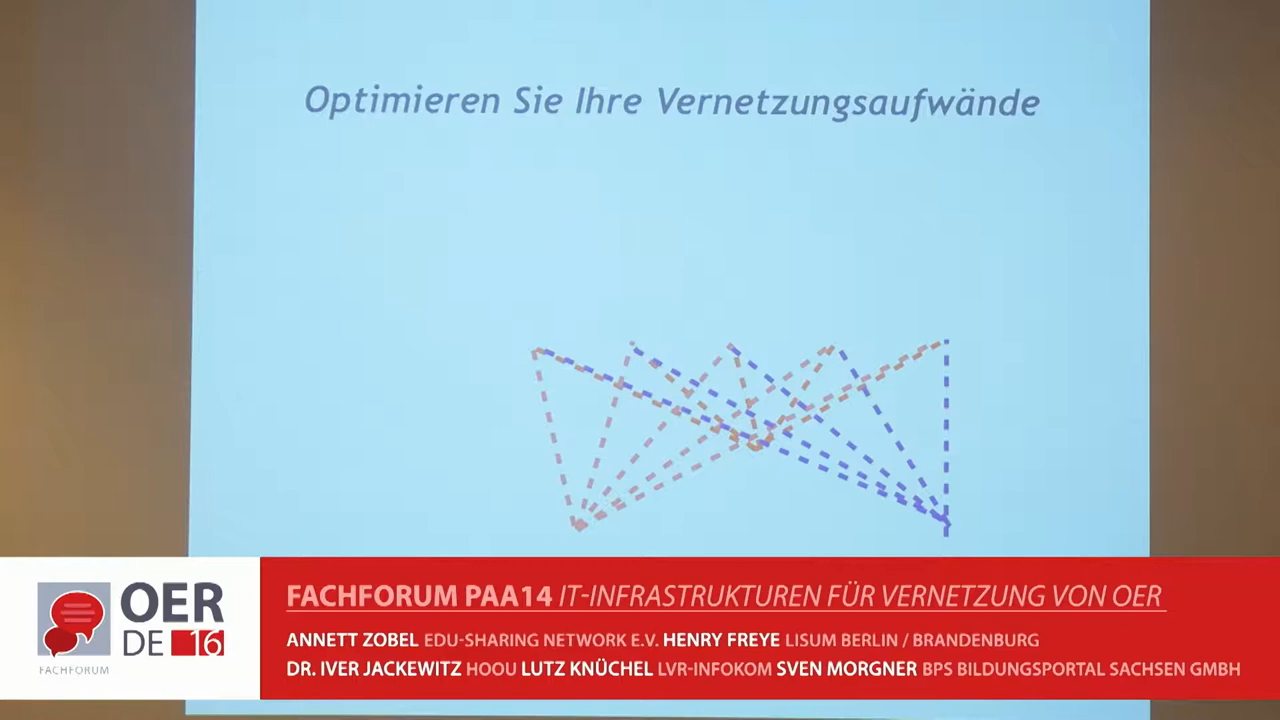 Optimieren Sie Ihre Vernetzungsaufwände
OER
DE 16
FACHFORUM
FACHFORUM PAA14 IT-INFRASTRUKTUREN FÜR VERNETZUNG VON OER
ANNETT ZOBEL EDU-SHARING NETWORK E.V. HENRY FREYE LISUM BERLIN / BRANDENBURG
DR. IVER JACKEWITZ HOOU LUTZ KNÜCHEL LVR-INFOKOM SVEN MORGNER BPS BILDUNGSPORTAL SACHSEN GMBH